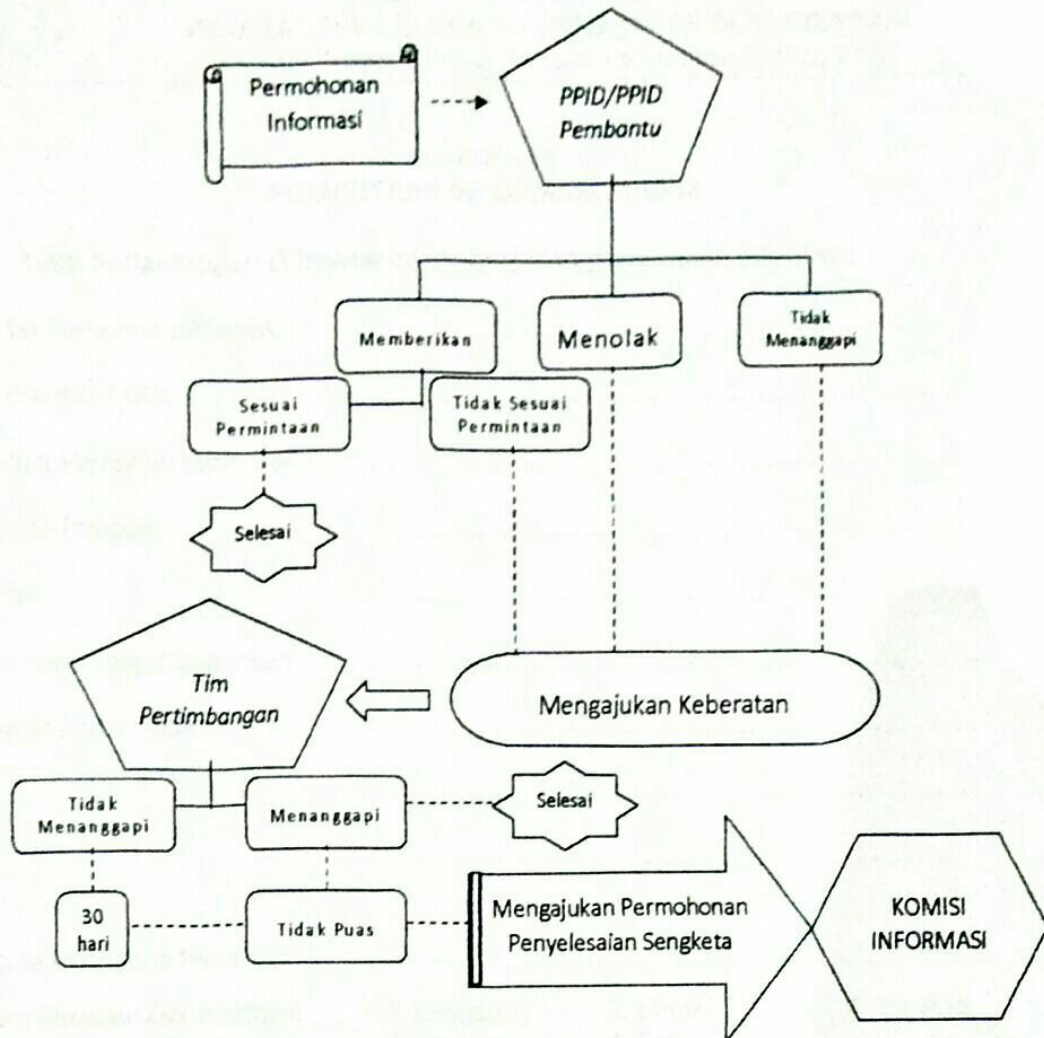 Permohonan
Informasi
PPID/PPID
Pembantu
Memberikan
Menolak
Tidak
Menanggapi
Sesuai
Permintaan
Tidak Sesuai
Permintaan
Selesai
Mengajukan Keberatan
Tim
Pertimbangan
Tidak
Menanggapi
Menanggapi
Selesai
30
hari
Tidak Puas
Mengajukan Permohonan
Penyelesaian Sengketa
KOMISI
INFORMASI